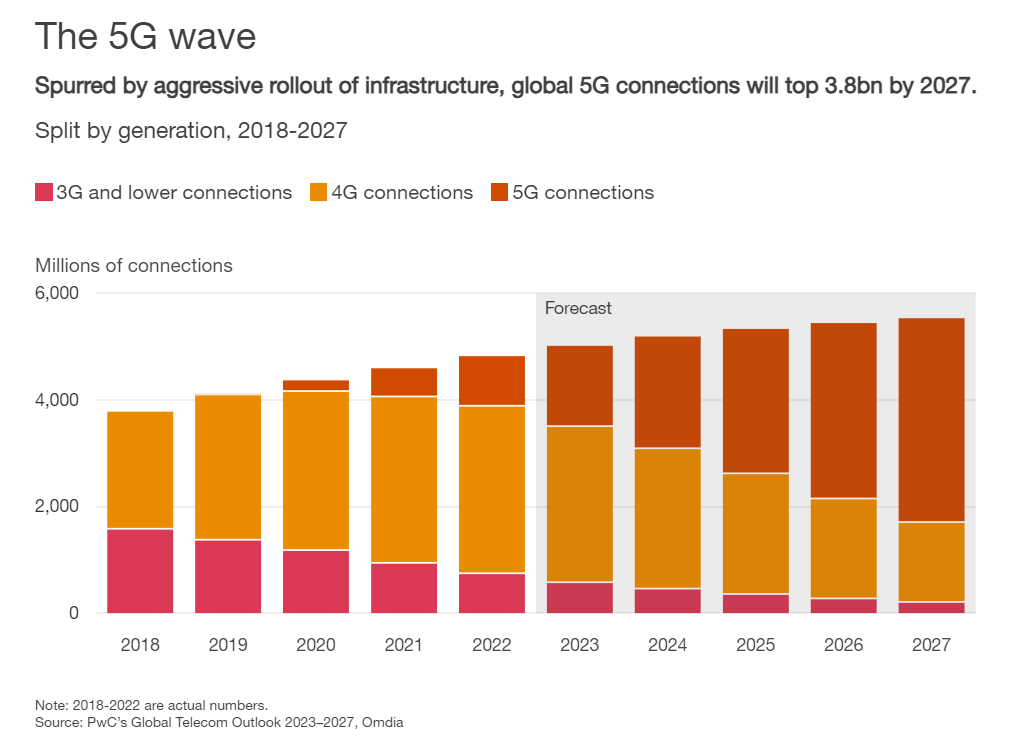 The 5G wave
Spurred by aggressive rollout of infrastructure, global 5G connections will top 3.8bn by 2027.
Split by generation, 2018-2027
3G and lower connections 4G connections 5G connections
Millions of connections
6,000
Forecast
4,000
2,000
0
2018 2019 2020 2021 2022 2023 2024 2025 2026 2027
Note: 2018-2022 are actual numbers.
Source: PwC’s Global Telecom Outlook 2023–2027, Omdia